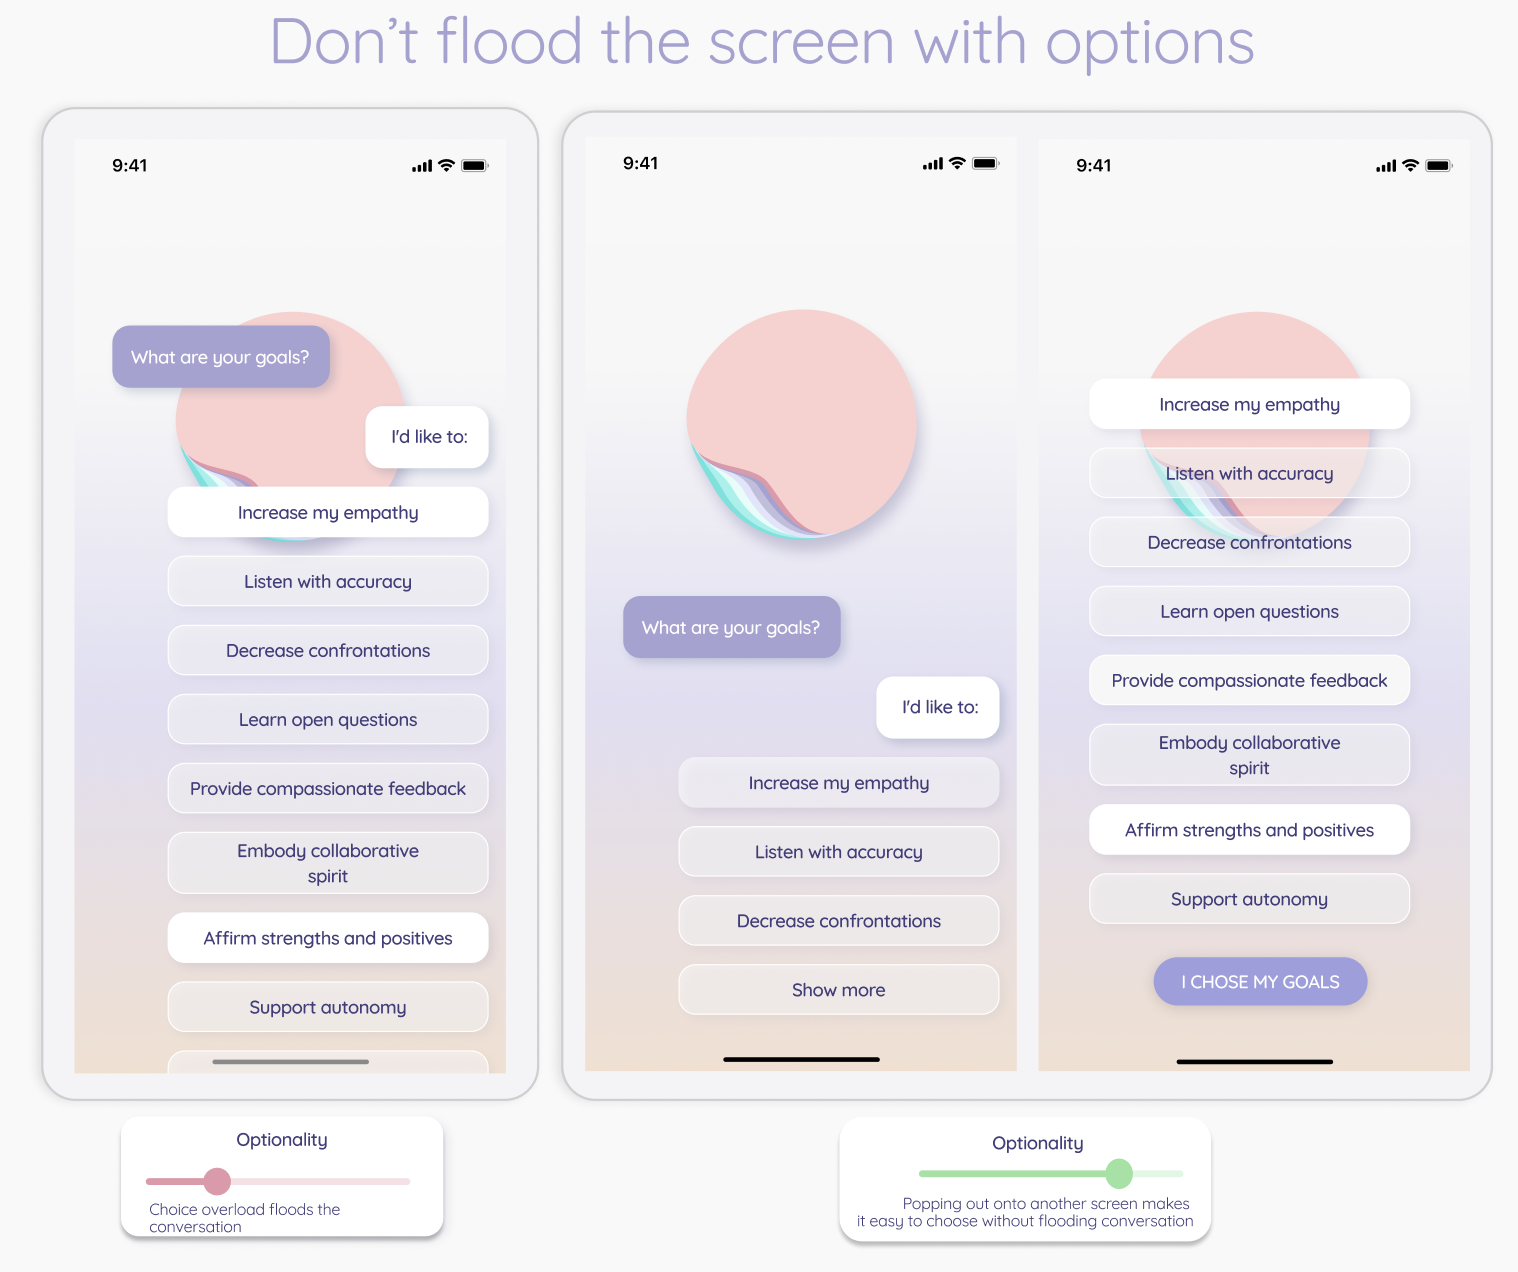 Don't flood the screen with options
9:41
What are your goals?
I'd like to:
Increase my empathy
Listen with accuracy
Decrease confrontations
Learn open questions
Provide compassionate feedback
Embody collaborative
spirit
Affirm strengths and positives
Support autonomy
9:41
What are your goals?
I'd like to:
Increase my empathy
Listen with accuracy
Decrease confrontations
Show more
9:41
Increase my empathy
Listen with accuracy
Decrease confrontations
Learn open questions
Provide compassionate feedback
Embody collaborative
spirit
Affirm strengths and positives
Support autonomy
I CHOSE MY GOALS
Optionality
Choice overload floods the
conversation
Optionality
Popping out onto another screen makes
it easy to choose without flooding conversation